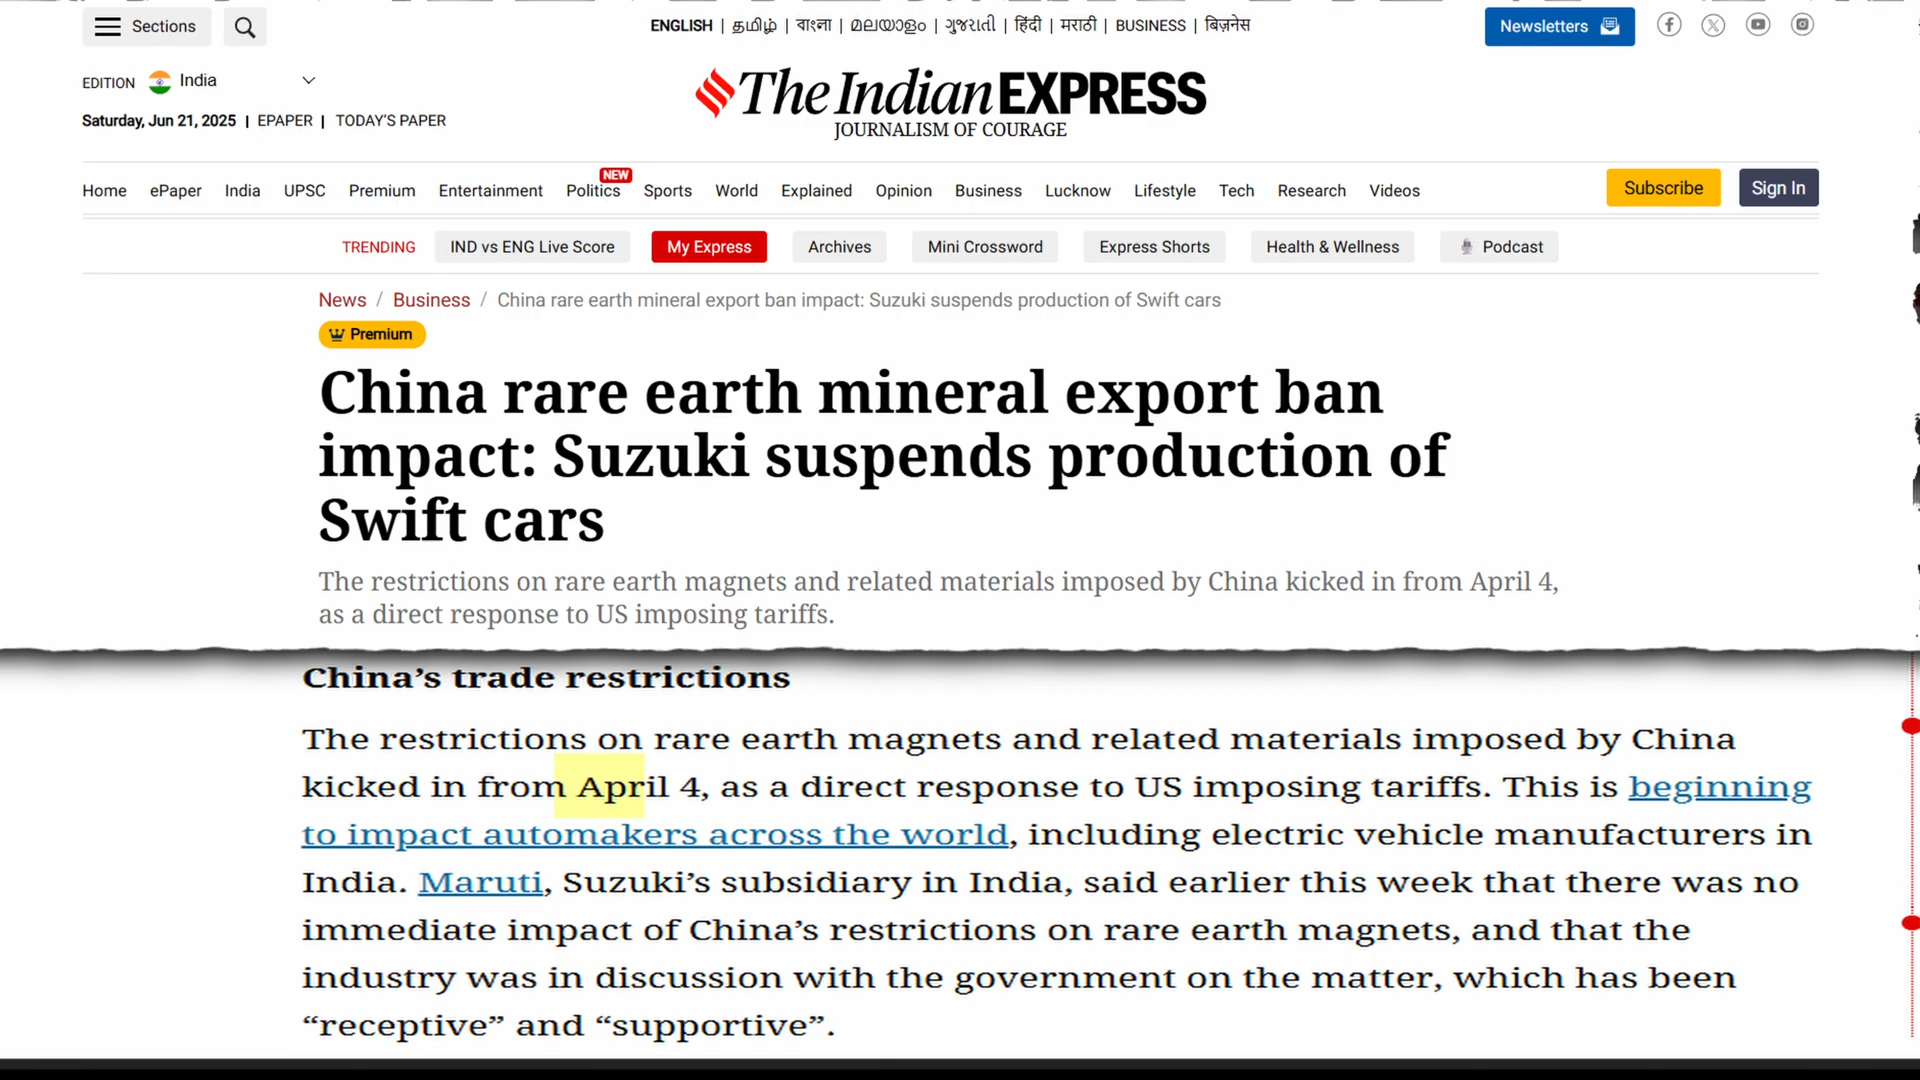 Sections
ENGLISH | தமிழ் | বাংলা | മലയാളം | ગુજરાતી | हिंदी | मराठी | BUSINESS | बिज़नेस
Newsletters
EDITION India
The Indian EXPRESS
JOURNALISM OF COURAGE
Saturday, Jun 21, 2025 | EPAPER | TODAY'S PAPER
NEW
Home ePaper India UPSC Premium Entertainment Politics Sports World Explained Opinion Business Lucknow Lifestyle Tech Research Videos
Subscribe Sign In
TRENDING IND vs ENG Live Score My Express Archives Mini Crossword Express Shorts Health & Wellness Podcast
News / Business / China rare earth mineral export ban impact: Suzuki suspends production of Swift cars
Premium
China rare earth mineral export ban
impact: Suzuki suspends production of
Swift cars
The restrictions on rare earth magnets and related materials imposed by China kicked in from April 4,
as a direct response to US imposing tariffs.
China’s trade restrictions
The restrictions on rare earth magnets and related materials imposed by China
kicked in from April 4, as a direct response to US imposing tariffs. This is beginning
to impact automakers across the world, including electric vehicle manufacturers in
India. Maruti, Suzuki’s subsidiary in India, said earlier this week that there was no
immediate impact of China’s restrictions on rare earth magnets, and that the
industry was in discussion with the government on the matter, which has been
“receptive” and “supportive”.